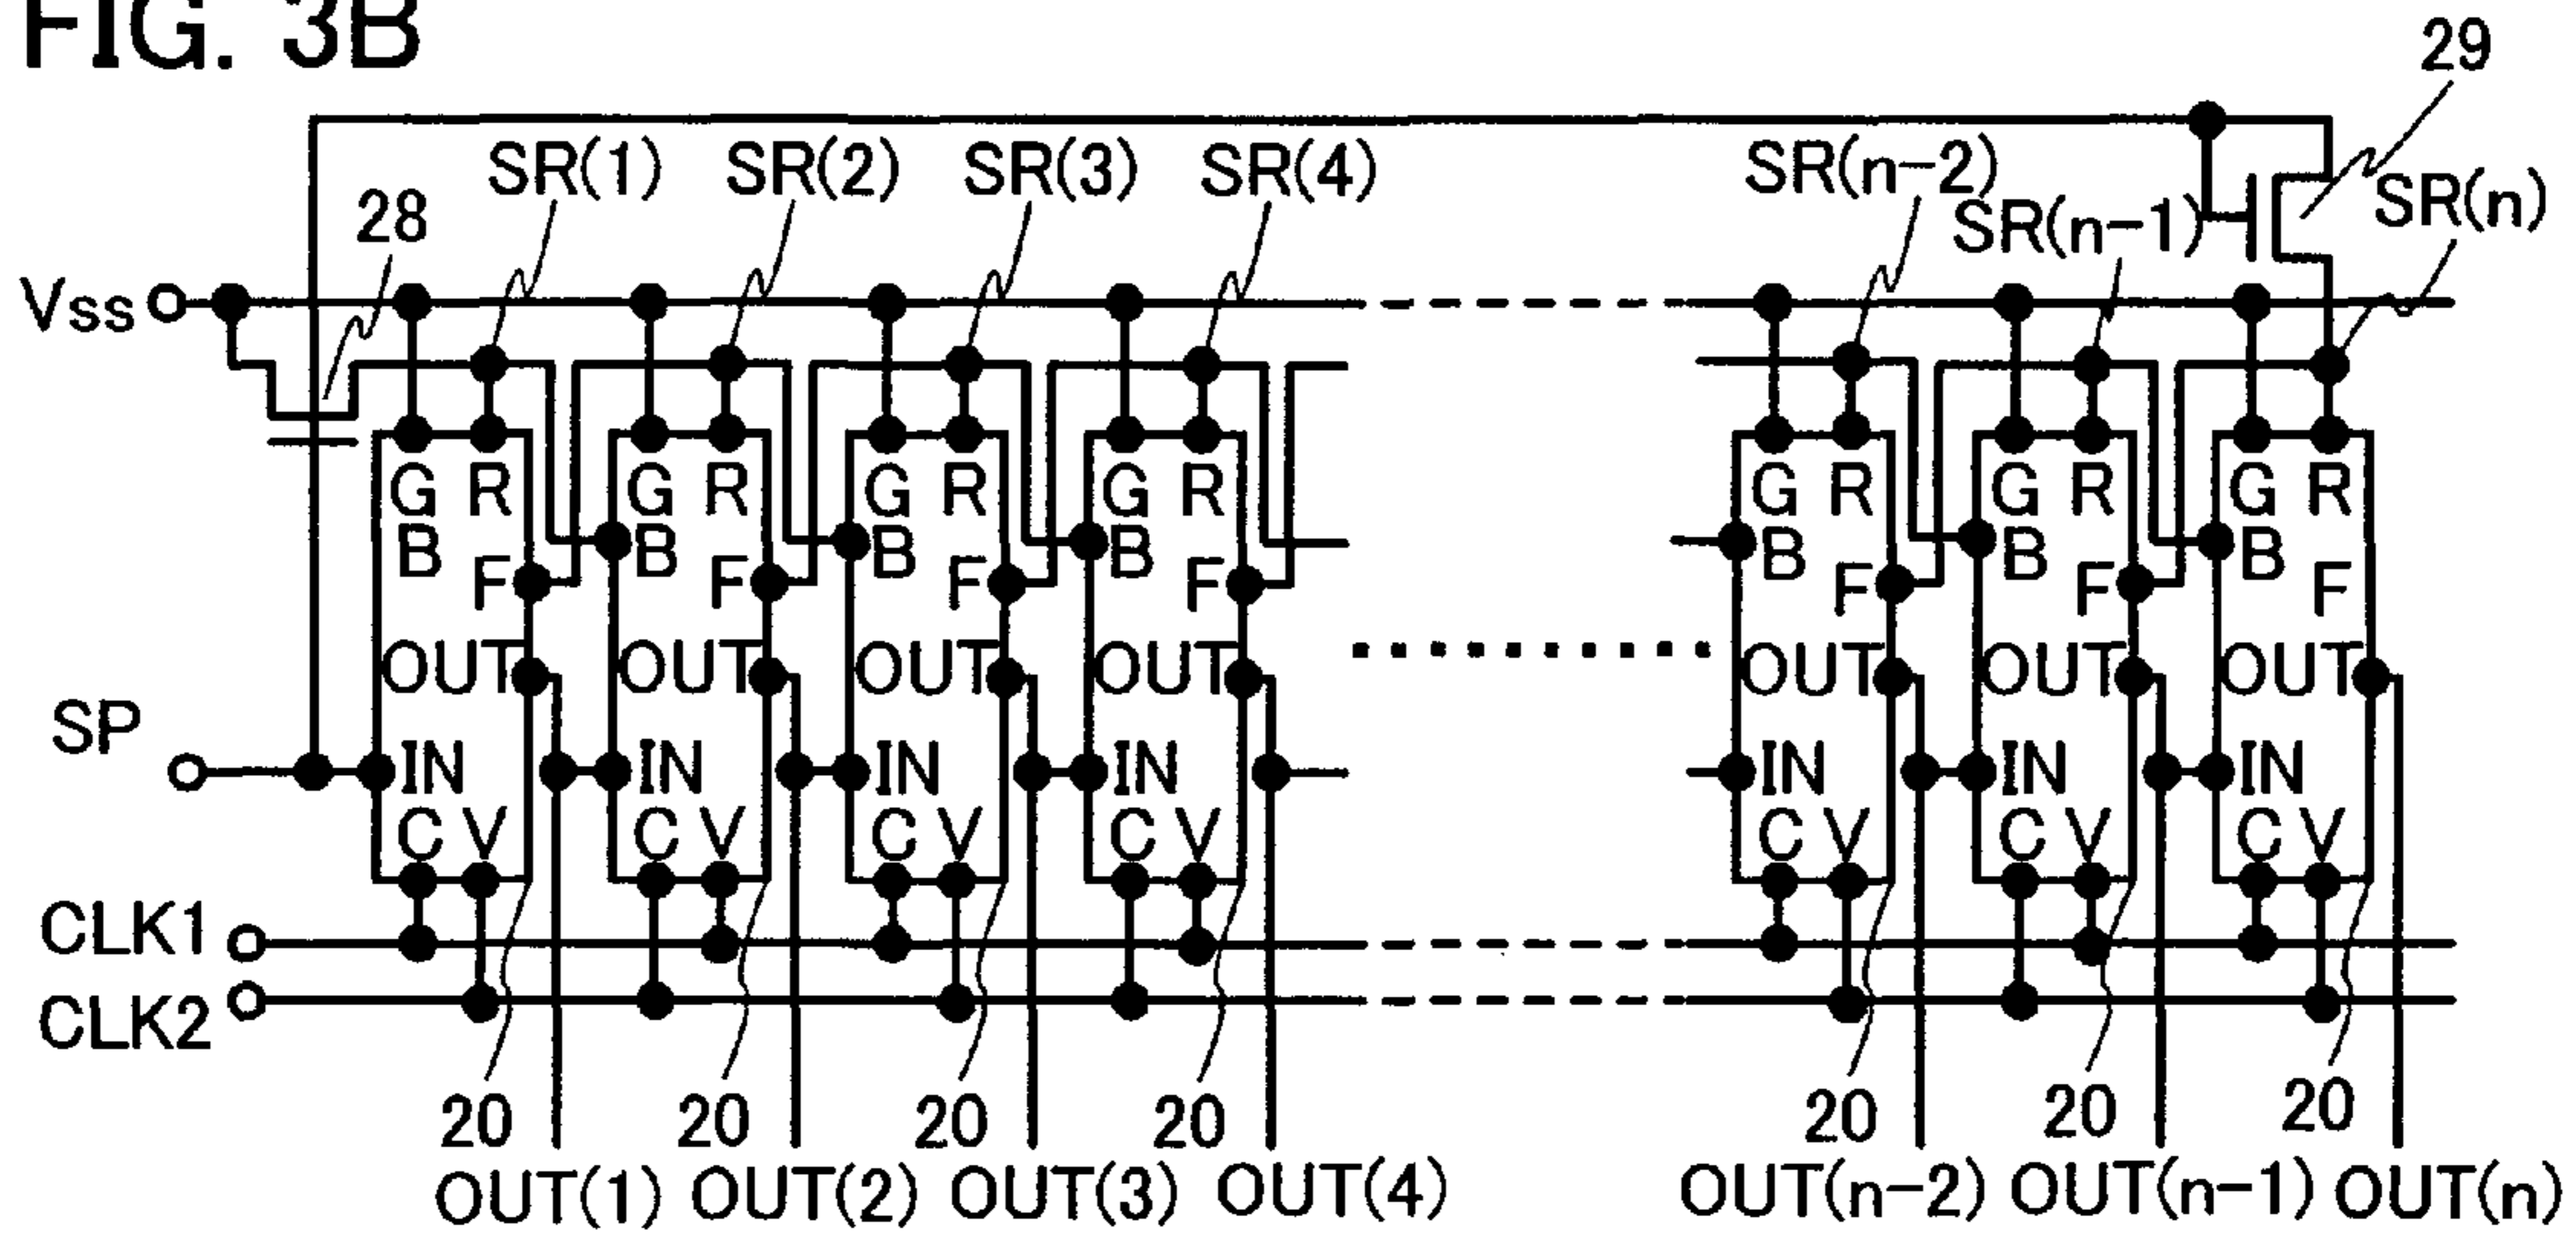 FIG. 3B
29
SR(1) SR(2) SR(3) SR(4) SR(n-2) SR(n-1) SR(n)
28
Vss
G R G R G R G R G R G R G R
B B B B B B B
F F F F F F F
OUT OUT OUT OUT OUT OUT OUT
SP
IN IN IN IN IN IN IN
C V C V C V C V C V C V C V
CLK1
CLK2
20 20 20 20 20 20 20
OUT(1) OUT(2) OUT(3) OUT(4) OUT(n-2) OUT(n-1) OUT(n)